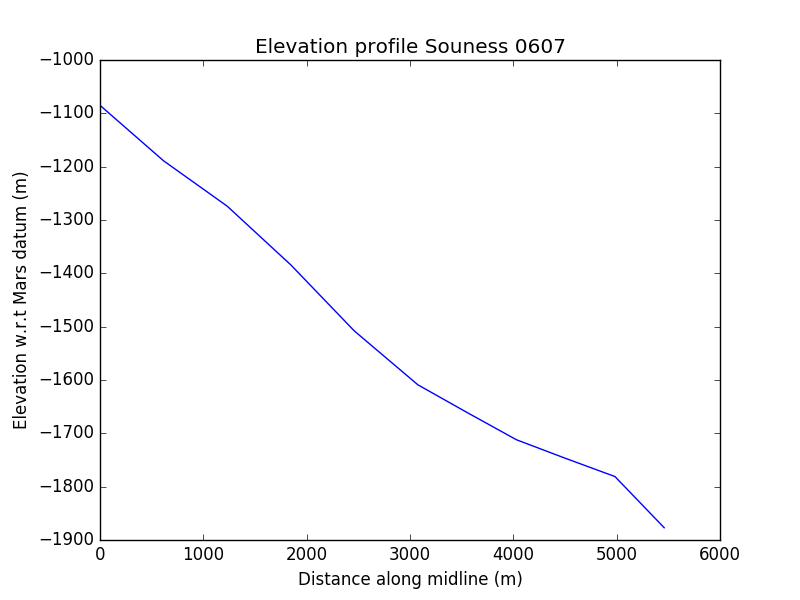 Elevation profile Souness 0607
−1000
−1100
−1200
−1300
−1400
−1500
−1600
−1700
−1800
−1900
Elevation w.r.t Mars datum (m)
0 1000 2000 3000 4000 5000 6000
Distance along midline (m)